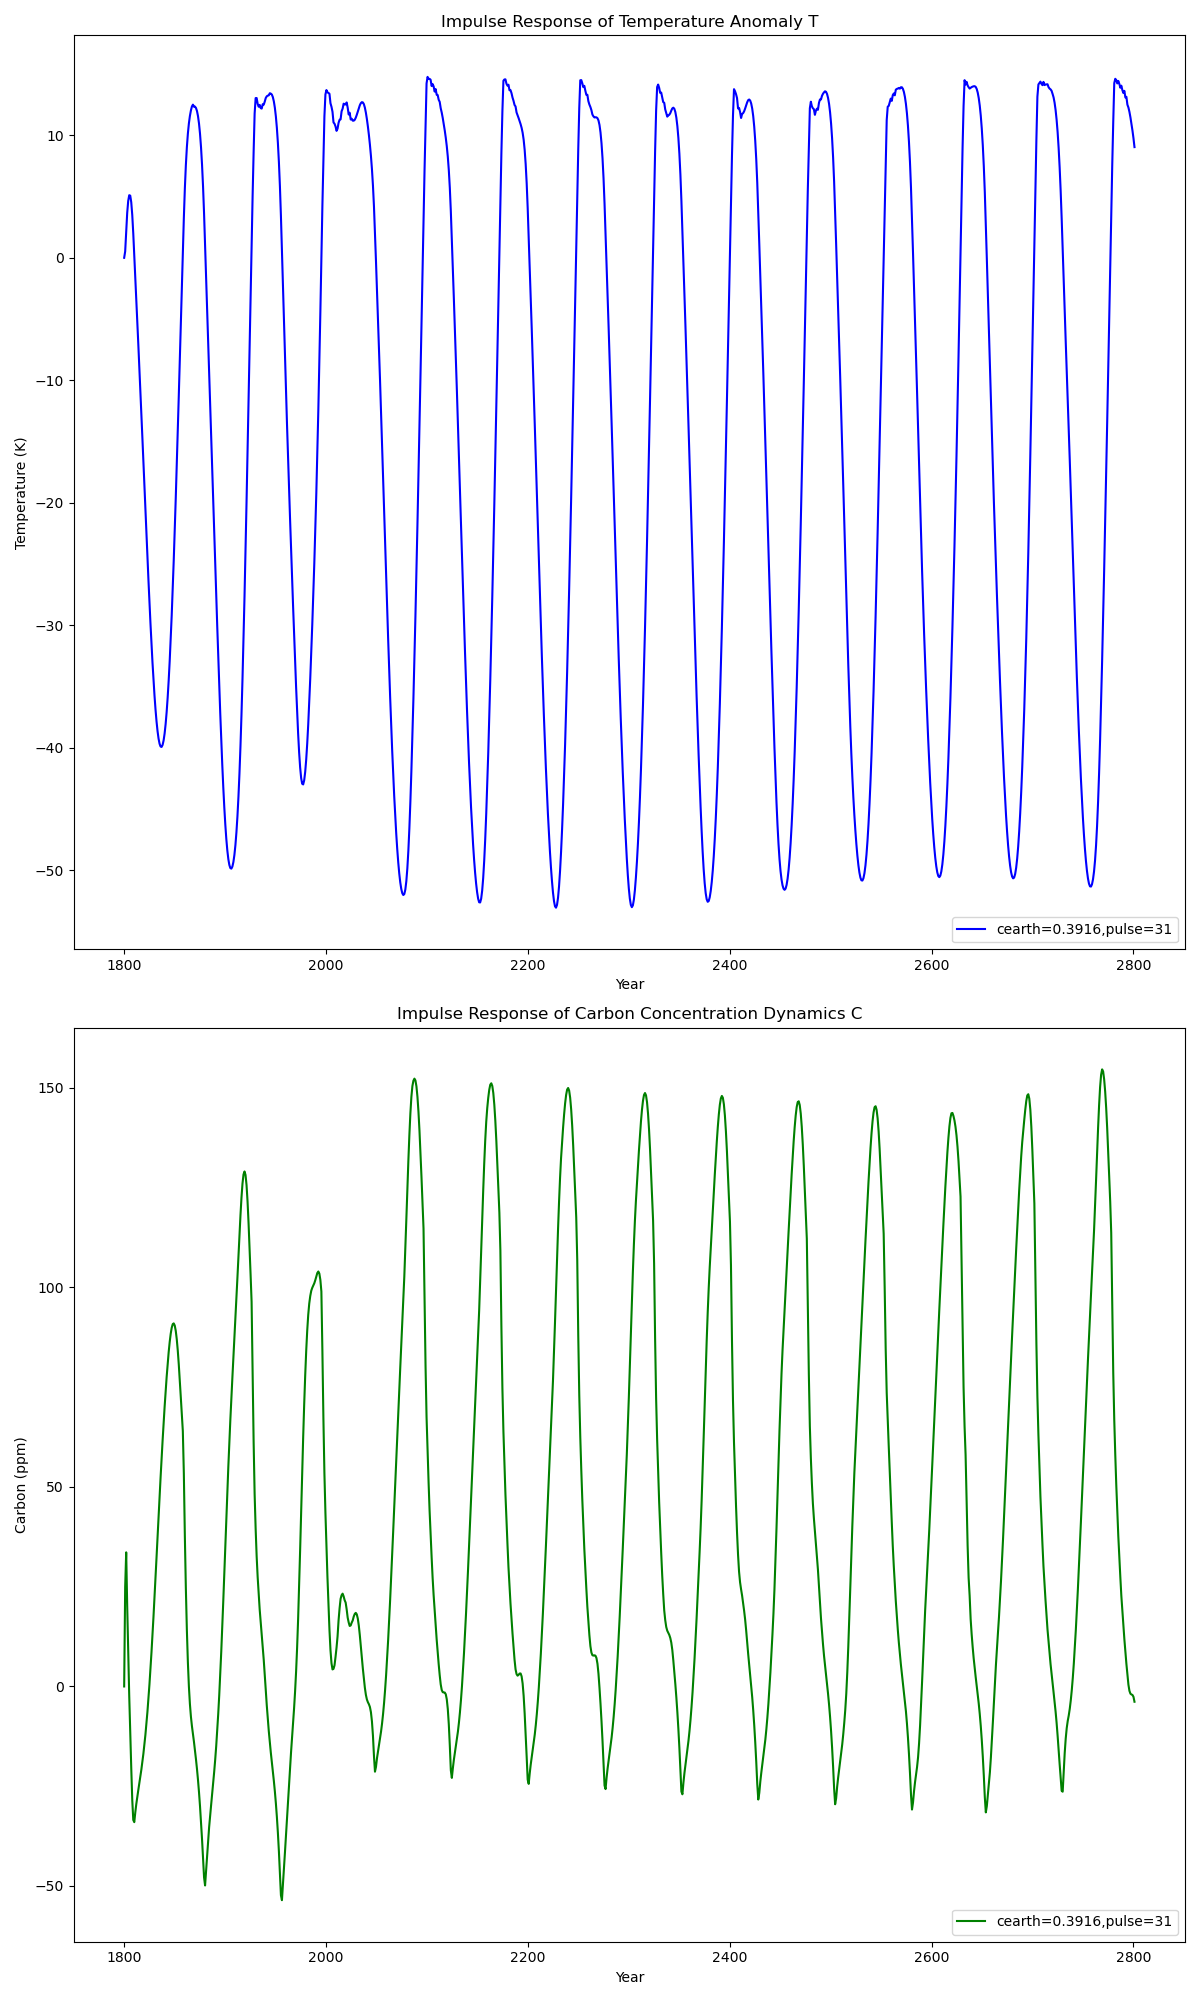 Impulse Response of Temperature Anomaly T
Temperature (K)
10
0
−10
−20
−30
−40
−50
cearth=0.3916,pulse=31
1800 2000 2200 2400 2600 2800
Year
Impulse Response of Carbon Concentration Dynamics C
Carbon (ppm)
150
100
50
0
−50
cearth=0.3916,pulse=31
1800 2000 2200 2400 2600 2800
Year